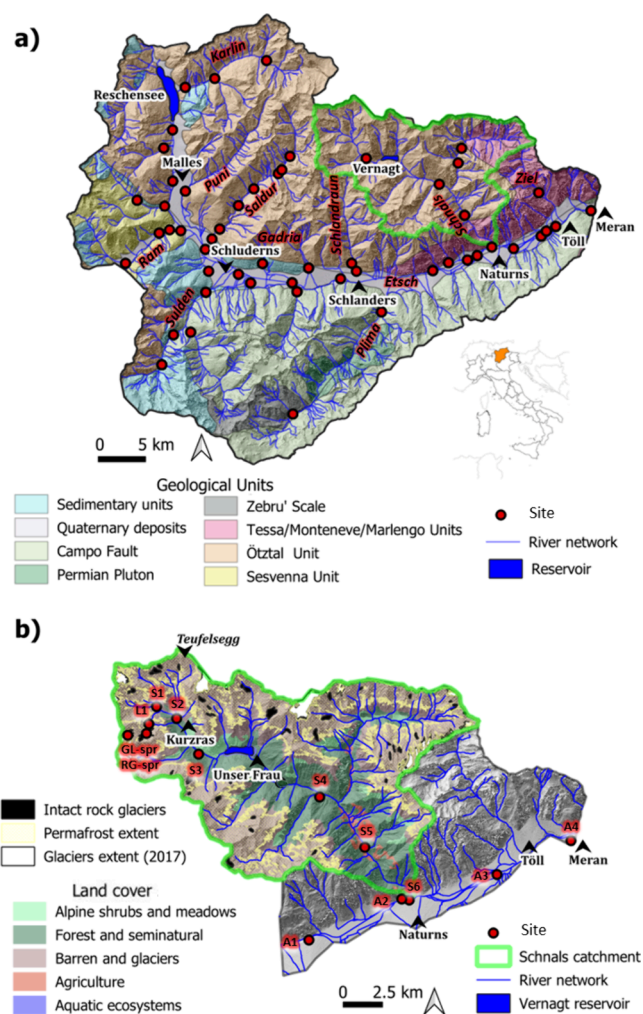 a)
Karlin
Reschensee
Malles
Puni
Saldur
Vernagt
Schnals
Ziel
Meran
Töll
Schlandraun
Gadria
Ram
Schluderns
Etsch
Naturns
Schlanders
Sulden
Plima
0 5 km
Geological Units
Sedimentary units
Quaternary deposits
Campo Fault
Permian Pluton
Zebru' Scale
Tessa/Monteneve/Marlengo Units
Ötztal Unit
Sesvenna Unit
Site
River network
Reservoir
b)
Teufelsegg
S1
S2
L1
Kurzras
GL-spr
RG-spr
S3
Unser Frau
S4
S5
S6
A4
Töll
Meran
A3
A2
Naturns
A1
Intact rock glaciers
Permafrost extent
Glaciers extent (2017)
Land cover
Alpine shrubs and meadows
Forest and seminatural
Barren and glaciers
Agriculture
Aquatic ecosystems
0 2.5 km
Site
Schnals catchment
River network
Vernagt reservoir